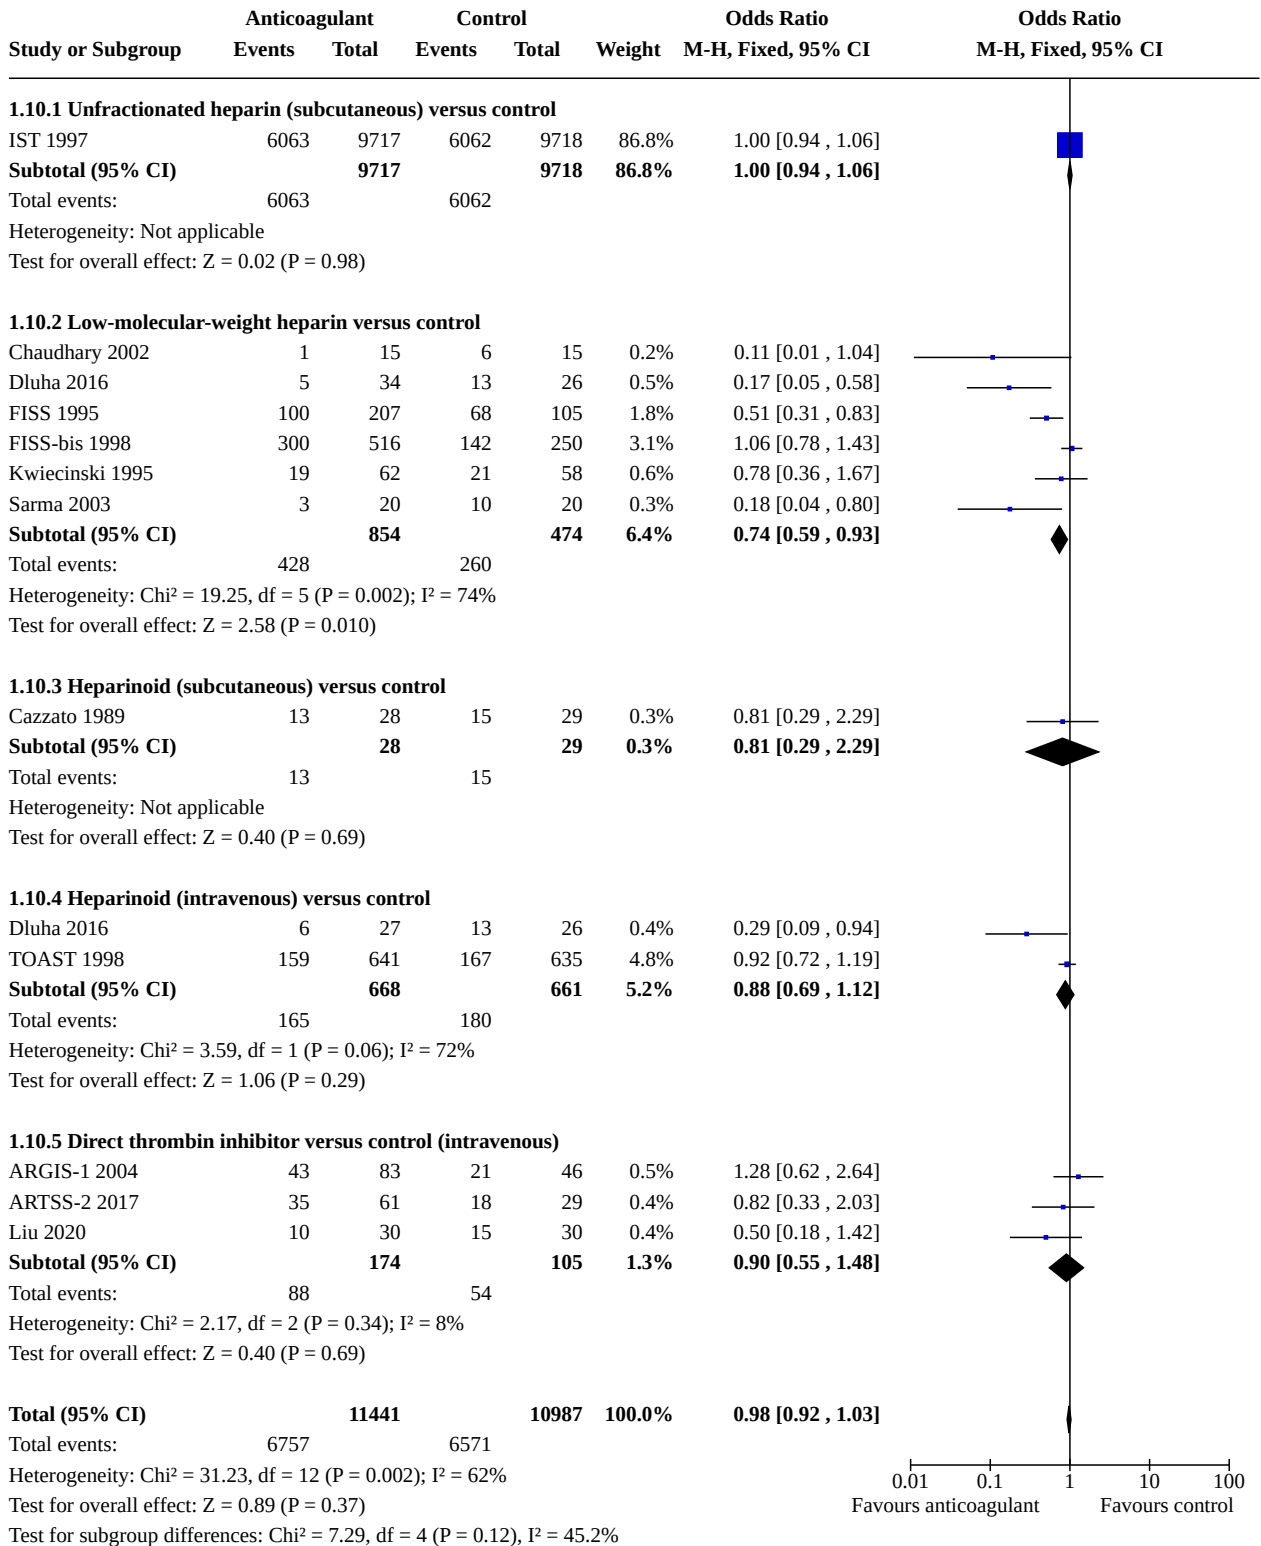 Anticoagulant Control Odds Ratio Odds Ratio
Study or Subgroup Events Total Events Total Weight M-H, Fixed, 95% CI M-H, Fixed, 95% CI
1.10.1 Unfractionated heparin (subcutaneous) versus control
IST 1997 6063 9717 6062 9718 86.8% 1.00 [0.94 , 1.06]
Subtotal (95% CI) 9717 9718 86.8% 1.00 [0.94 , 1.06]
Total events: 6063 6062
Heterogeneity: Not applicable
Test for overall effect: Z = 0.02 (P = 0.98)
1.10.2 Low-molecular-weight heparin versus control
Chaudhary 2002 1 15 6 15 0.2% 0.11 [0.01 , 1.04]
Dluha 2016 5 34 13 26 0.5% 0.17 [0.05 , 0.58]
FISS 1995 100 207 68 105 1.8% 0.51 [0.31 , 0.83]
FISS-bis 1998 300 516 142 250 3.1% 1.06 [0.78 , 1.43]
Kwiecinski 1995 19 62 21 58 0.6% 0.78 [0.36 , 1.67]
Sarma 2003 3 20 10 20 0.3% 0.18 [0.04 , 0.80]
Subtotal (95% CI) 854 474 6.4% 0.74 [0.59 , 0.93]
Total events: 428 260
Heterogeneity: Chi² = 19.25, df = 5 (P = 0.002); I² = 74%
Test for overall effect: Z = 2.58 (P = 0.010)
1.10.3 Heparinoid (subcutaneous) versus control
Cazzato 1989 13 28 15 29 0.3% 0.81 [0.29 , 2.29]
Subtotal (95% CI) 28 29 0.3% 0.81 [0.29 , 2.29]
Total events: 13 15
Heterogeneity: Not applicable
Test for overall effect: Z = 0.40 (P = 0.69)
1.10.4 Heparinoid (intravenous) versus control
Dluha 2016 6 27 13 26 0.4% 0.29 [0.09 , 0.94]
TOAST 1998 159 641 167 635 4.8% 0.92 [0.72 , 1.19]
Subtotal (95% CI) 668 661 5.2% 0.88 [0.69 , 1.12]
Total events: 165 180
Heterogeneity: Chi² = 3.59, df = 1 (P = 0.06); I² = 72%
Test for overall effect: Z = 1.06 (P = 0.29)
1.10.5 Direct thrombin inhibitor versus control (intravenous)
ARGIS-1 2004 43 83 21 46 0.5% 1.28 [0.62 , 2.64]
ARTSS-2 2017 35 61 18 29 0.4% 0.82 [0.33 , 2.03]
Liu 2020 10 30 15 30 0.4% 0.50 [0.18 , 1.42]
Subtotal (95% CI) 174 105 1.3% 0.90 [0.55 , 1.48]
Total events: 88 54
Heterogeneity: Chi² = 2.17, df = 2 (P = 0.34); I² = 8%
Test for overall effect: Z = 0.40 (P = 0.69)
Total (95% CI) 11441 10987 100.0% 0.98 [0.92 , 1.03]
Total events: 6757 6571
Heterogeneity: Chi² = 31.23, df = 12 (P = 0.002); I² = 62%
0.01 0.1 1 10 100
Test for overall effect: Z = 0.89 (P = 0.37)
Favours anticoagulant Favours control
Test for subgroup differences: Chi² = 7.29, df = 4 (P = 0.12), I² = 45.2%